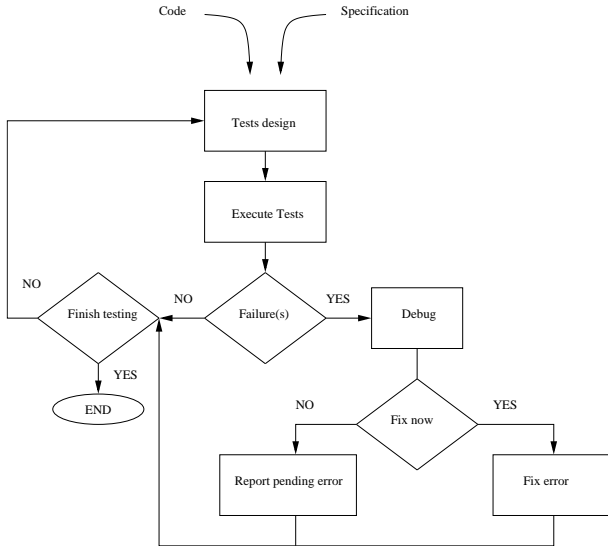 Code
Specification
Tests design
Execute Tests
NO
Finish testing
NO
Failure(s)
YES
Debug
YES
END
NO
Fix now
YES
Report pending error
Fix error